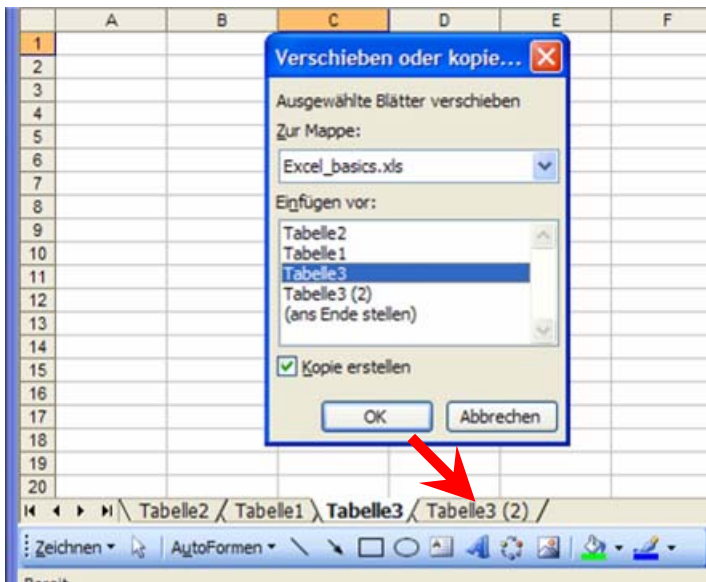 A B C D E F
1
2
3
4
5
6
7
8
9
10
11
12
13
14
15
16
17
18
19
20
Verschieben oder kopie...
Ausgewählte Blätter verschieben
Zur Mappe:
Excel_basics.xls
Einfügen vor:
Tabelle2
Tabelle1
Tabelle3
Tabelle3 (2)
(ans Ende stellen)
Kopie erstellen
OK Abbrechen
Tabelle2 Tabelle1 Tabelle3 Tabelle3 (2)
Zeichnen AutoFormen
Bereit